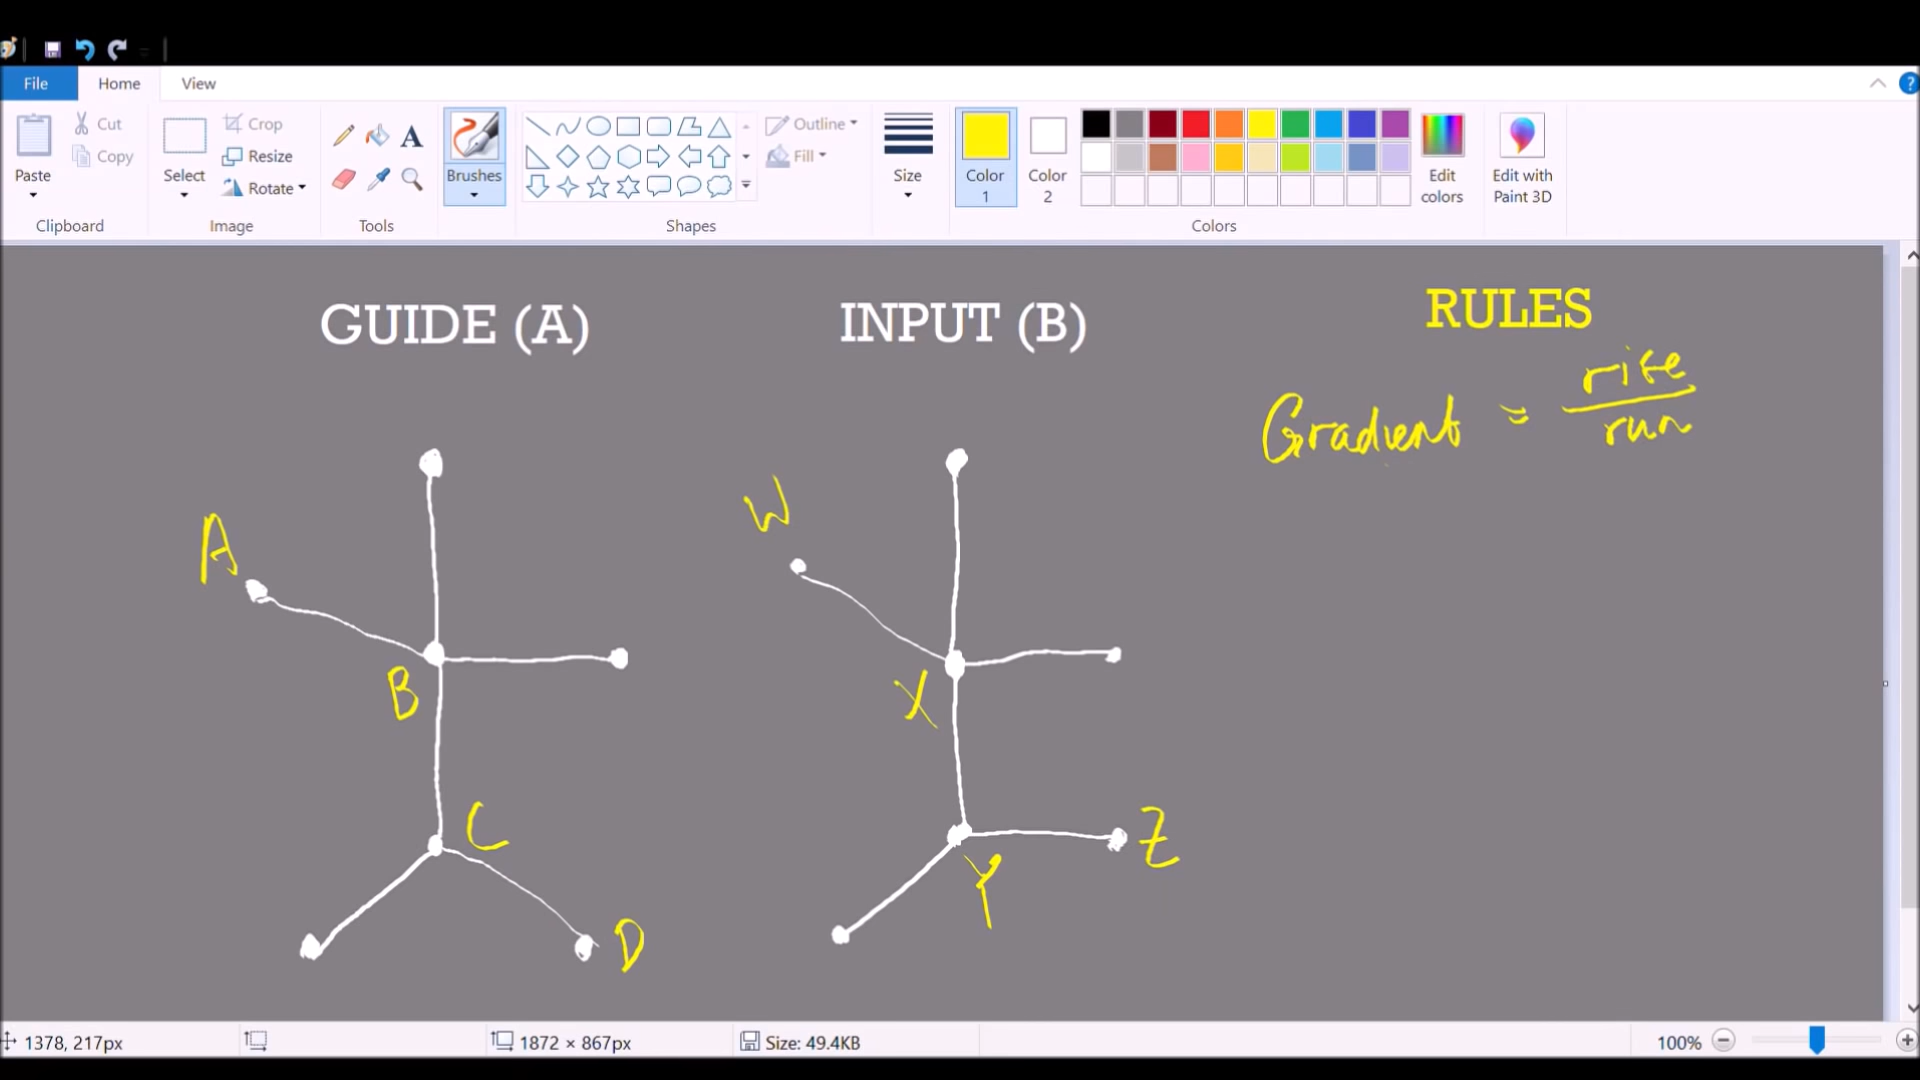 File Home View
Paste Cut Copy Clipboard
Select Crop Resize Rotate Image
A Tools
Brushes
Outline Fill Shapes
Size
Color 1 Color 2 Edit colors Colors
Edit with Paint 3D
GUIDE (A) INPUT (B) RULES
Gradient = rise
run
W
A
B X
C Z
Y
D
1378, 217px 1872 × 867px Size: 49.4KB 100%